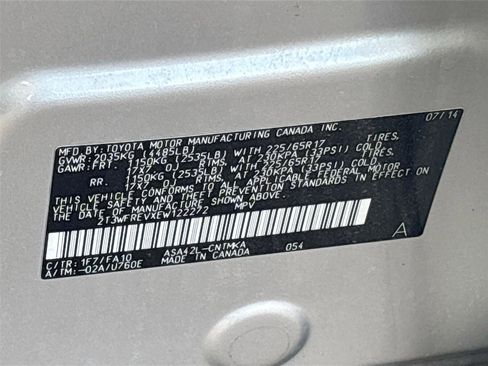 MFD. BY: TOYOTA MOTOR MANUFACTURING CANADA INC. 07/14
GVWR: 2035KG (4485LB)
GAWR: FRT. 1150KG (2535LB) WITH 225/65R17 TIRES,
17X7.0J RIMS, AT 230KPA (33PSI) COLD
RR. 1150KG (2535LB) WITH 225/65R17 TIRES,
17X7.0J RIMS, AT 230KPA (33PSI) COLD
THIS VEHICLE CONFORMS TO ALL APPLICABLE FEDERAL MOTOR
VEHICLE SAFETY AND THEFT PREVENTION STANDARDS IN EFFECT
ON THE DATE OF MANUFACTURE SHOWN ABOVE.
2T3WFREVXEW122272 MPV
C/TR: 1F7/FA10 ASA42L-CNTMKA 054
A/TM: -02A/U760E MADE IN CANADA A